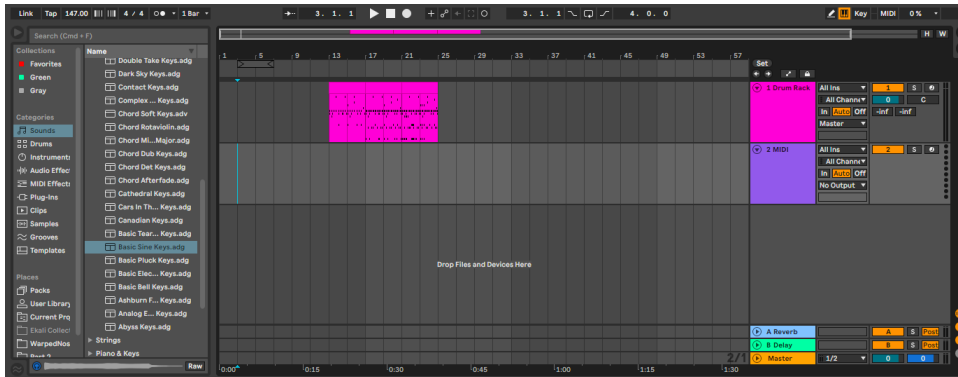 Link Tap 147.00 4 / 4 1 Bar 3. 1. 1 3. 1. 1 4. 0. 0 Key MIDI 0 %
Search (Cmd + F) H W
Collections Name
Favorites
Green
Gray
Categories
Sounds
Drums
Instruments
Audio Effec
MIDI Effects
Plug-Ins
Clips
Samples
Grooves
Templates
Places
Packs
User Library
Current Pro
Ekali Collect
WarpedNos
Double Take Keys.adg
Dark Sky Keys.adg
Contact Keys.adg
Complex ... Keys.adg
Chord Soft Keys.adv
Chord Rotaviolin.adg
Chord Mi...Major.adg
Chord Dub Keys.adg
Chord Det Keys.adg
Chord Afterfade.adg
Cathedral Keys.adg
Cars In Th... Keys.adg
Canadian Keys.adg
Basic Tear... Keys.adg
Basic Sine Keys.adg
Basic Pluck Keys.adg
Basic Elec... Keys.adg
Basic Bell Keys.adg
Ashburn F... Keys.adg
Analog E... Keys.adg
Abyss Keys.adg
Strings
Piano & Keys
Raw
1 5 9 13 17 21 25 29 33 37 41 45 49 53 57
Set
1 Drum Rack All Ins 1 S
All Channe 0 C
In Auto Off -inf -inf
Master
2 MIDI All Ins 2 S
All Channe
In Auto Off
No Output
Drop Files and Devices Here
A Reverb A S Post
B Delay B S Post
2/1 Master 1/2 0 0
0:00 0:15 0:30 0:45 1:00 1:15 1:30